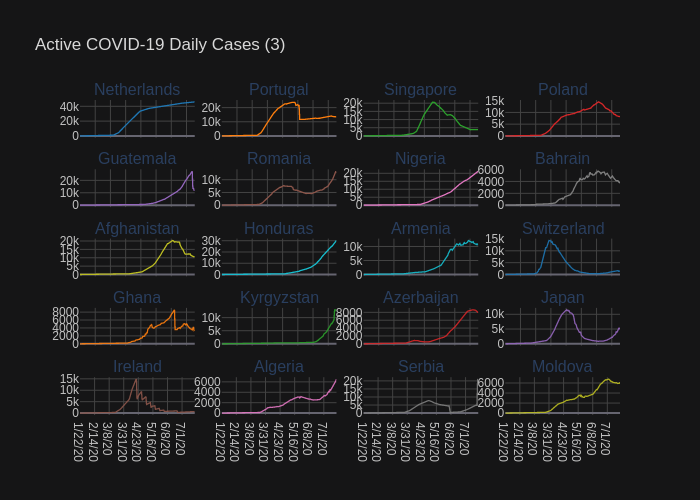 Active COVID-19 Daily Cases (3)
Netherlands Portugal Singapore Poland
40k 20k 0
20k 10k 0
20k 15k 10k 5k 0
15k 10k 5k 0
Guatemala Romania Nigeria Bahrain
20k 10k 0
10k 5k 0
20k 15k 10k 5k 0
6000 4000 2000 0
Afghanistan Honduras Armenia Switzerland
20k 15k 10k 5k 0
30k 20k 10k 0
10k 5k 0
15k 10k 5k 0
Ghana Kyrgyzstan Azerbaijan Japan
8000 6000 4000 2000 0
10k 5k 0
8000 6000 4000 2000 0
10k 5k 0
Ireland Algeria Serbia Moldova
15k 10k 5k 0
6000 4000 2000 0
20k 15k 10k 5k 0
6000 4000 2000 0
1/22/20 2/14/20 3/8/20 3/31/20 4/23/20 5/16/20 6/8/20 7/1/20
1/22/20 2/14/20 3/8/20 3/31/20 4/23/20 5/16/20 6/8/20 7/1/20
1/22/20 2/14/20 3/8/20 3/31/20 4/23/20 5/16/20 6/8/20 7/1/20
1/22/20 2/14/20 3/8/20 3/31/20 4/23/20 5/16/20 6/8/20 7/1/20